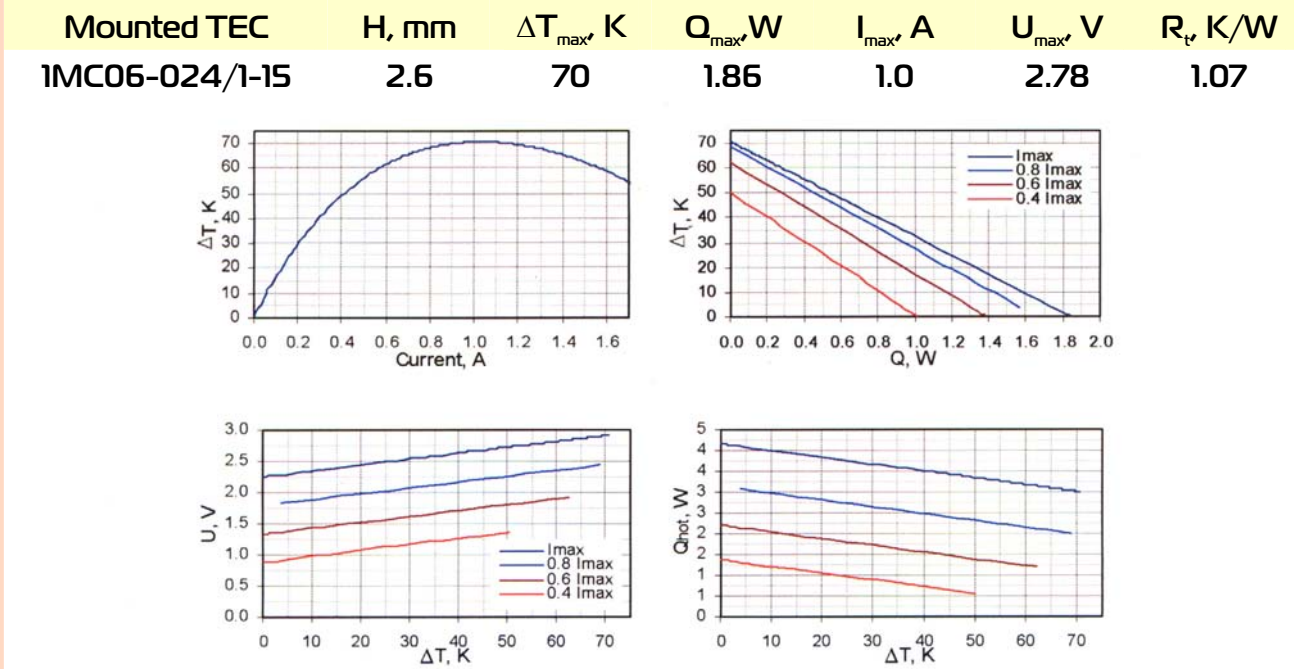 Mounted TEC H, mm ΔTmax, K Qmax, W Imax, A Umax, V Rt, K/W
1MC06-024/1-15 2.6 70 1.86 1.0 2.78 1.07
70
60
50
40
30
20
10
0
ΔT, K
0.0 0.2 0.4 0.6 0.8 1.0 1.2 1.4 1.6
Current, A
70
60
50
40
30
20
10
0
ΔT, K
Imax
0.8 Imax
0.6 Imax
0.4 Imax
0.0 0.2 0.4 0.6 0.8 1.0 1.2 1.4 1.6 1.8 2.0
Q, W
3.0
2.5
2.0
1.5
1.0
0.5
0.0
U, V
Imax
0.8 Imax
0.6 Imax
0.4 Imax
0 10 20 30 40 50 60 70
ΔT, K
5
4
4
3
3
2
2
1
1
0
Qhot, W
0 10 20 30 40 50 60 70
ΔT, K